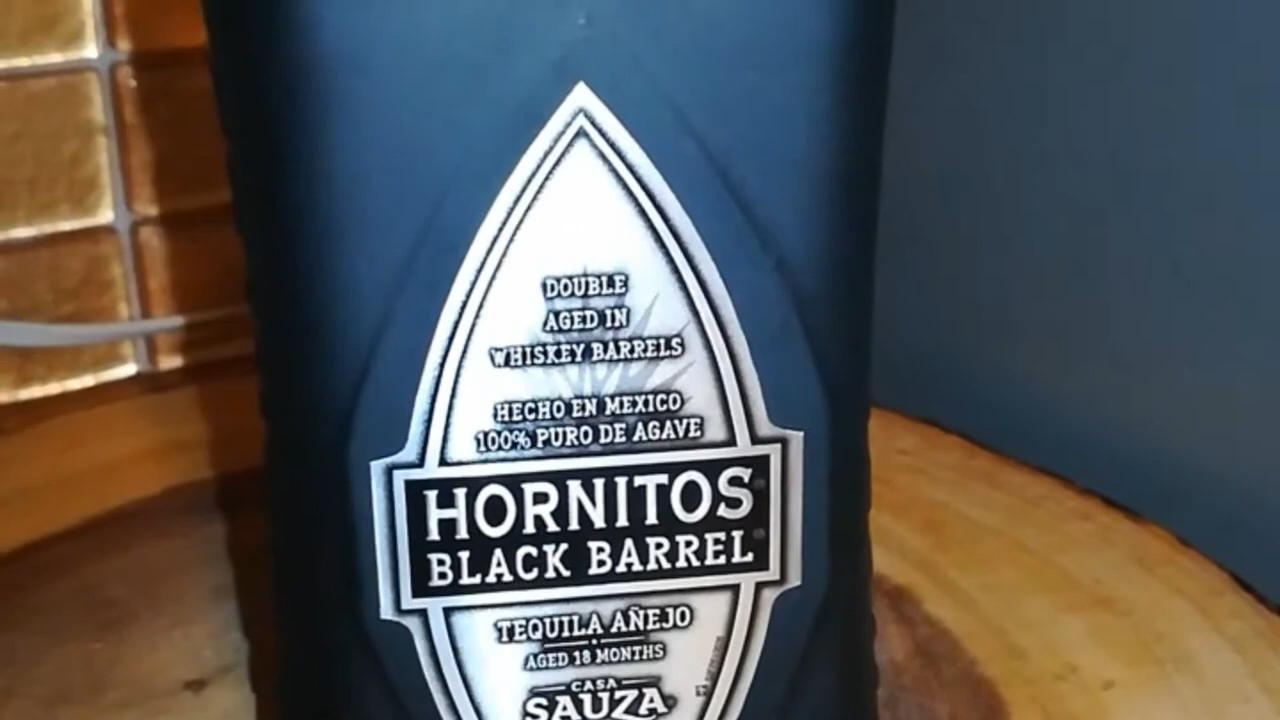 DOUBLE
AGED IN
WHISKEY BARRELS
HECHO EN MEXICO
100% PURO DE AGAVE
HORNITOS
BLACK BARREL
TEQUILA AÑEJO
AGED 18 MONTHS
CASA
SAUZA